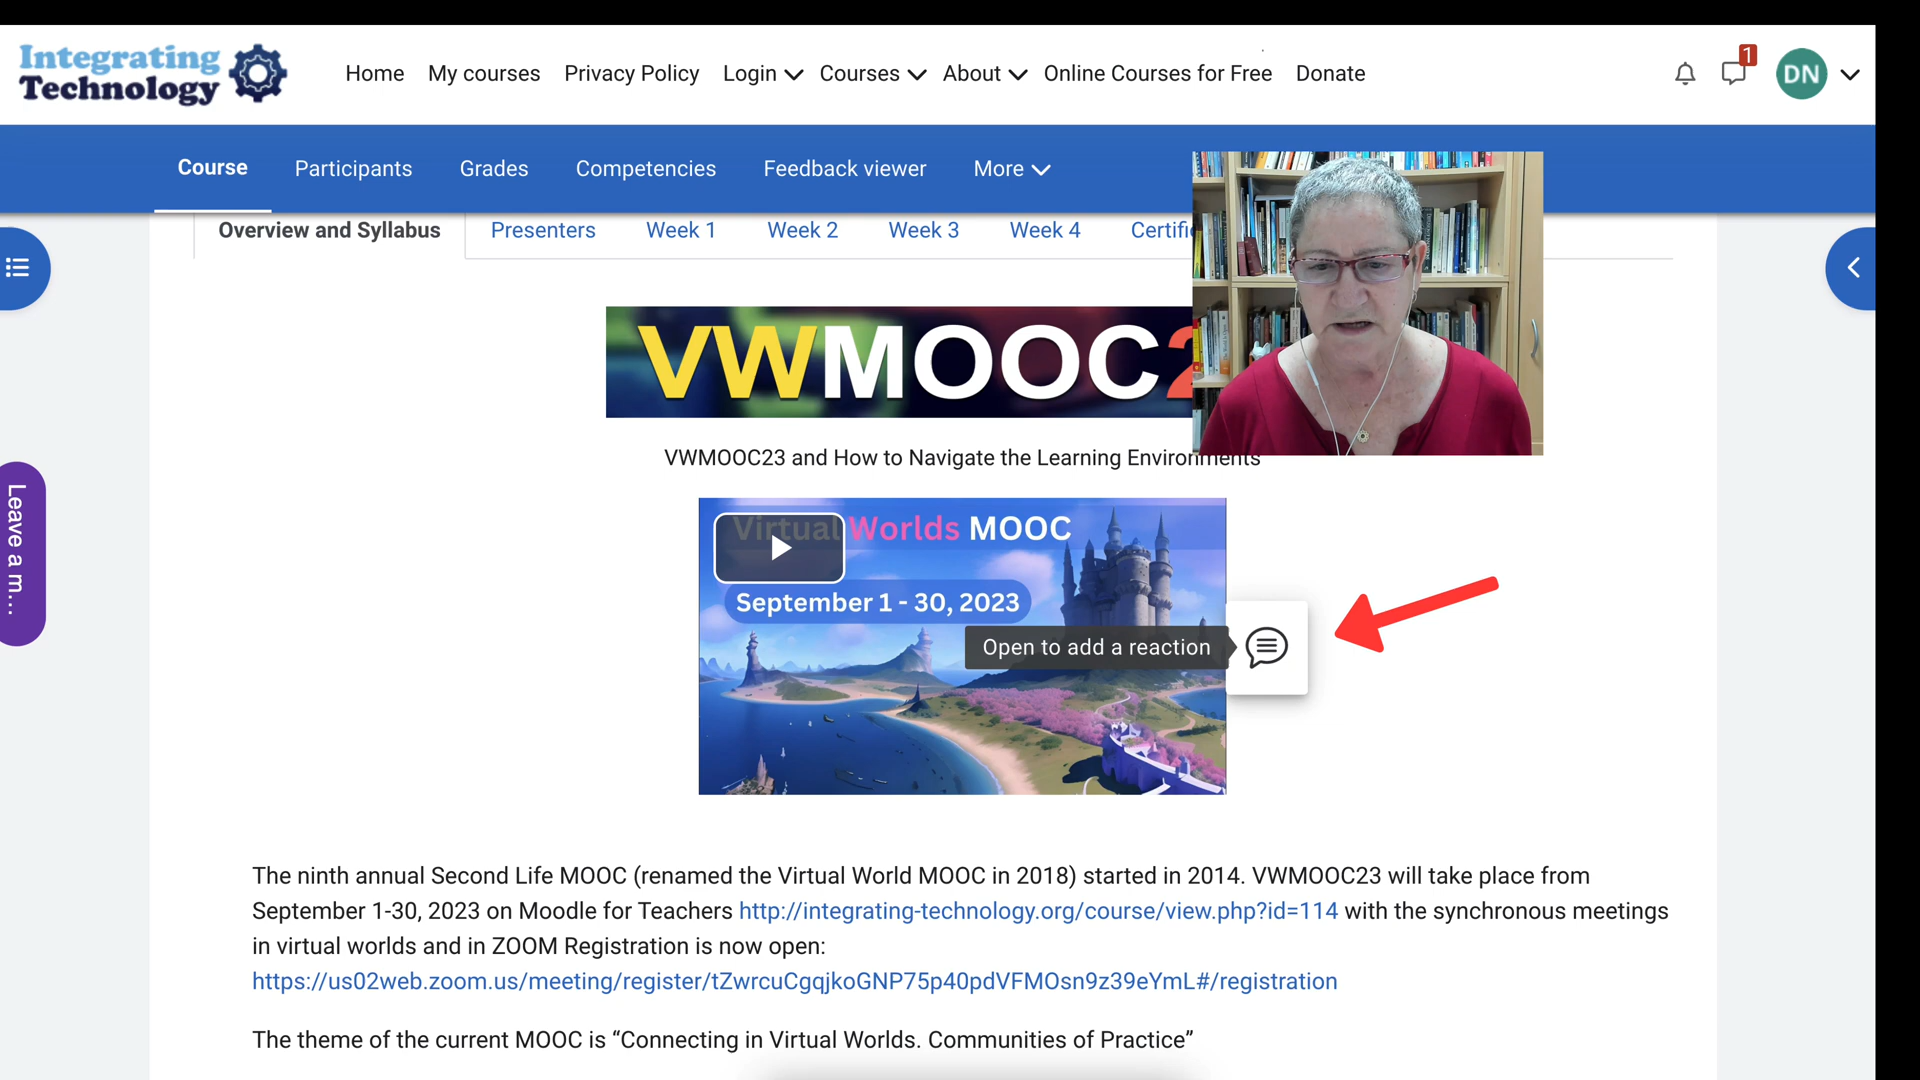 Integrating
Technology
Home My courses Privacy Policy Login Courses About Online Courses for Free Donate
1
DN
Course Participants Grades Competencies Feedback viewer More
Overview and Syllabus Presenters Week 1 Week 2 Week 3 Week 4
VWMOOC
VWMOOC23 and How to Navigate the Learning Environments
Virtual Worlds MOOC
September 1 - 30, 2023
Open to add a reaction
Leave a m...
The ninth annual Second Life MOOC (renamed the Virtual World MOOC in 2018) started in 2014. VWMOOC23 will take place from
September 1-30, 2023 on Moodle for Teachers http://integrating-technology.org/course/view.php?id=114 with the synchronous meetings
in virtual worlds and in ZOOM Registration is now open:
https://us02web.zoom.us/meeting/register/tZwrcuCgqjkoGNP75p40pdVFMOsn9z39eYmL#/registration
The theme of the current MOOC is “Connecting in Virtual Worlds. Communities of Practice”